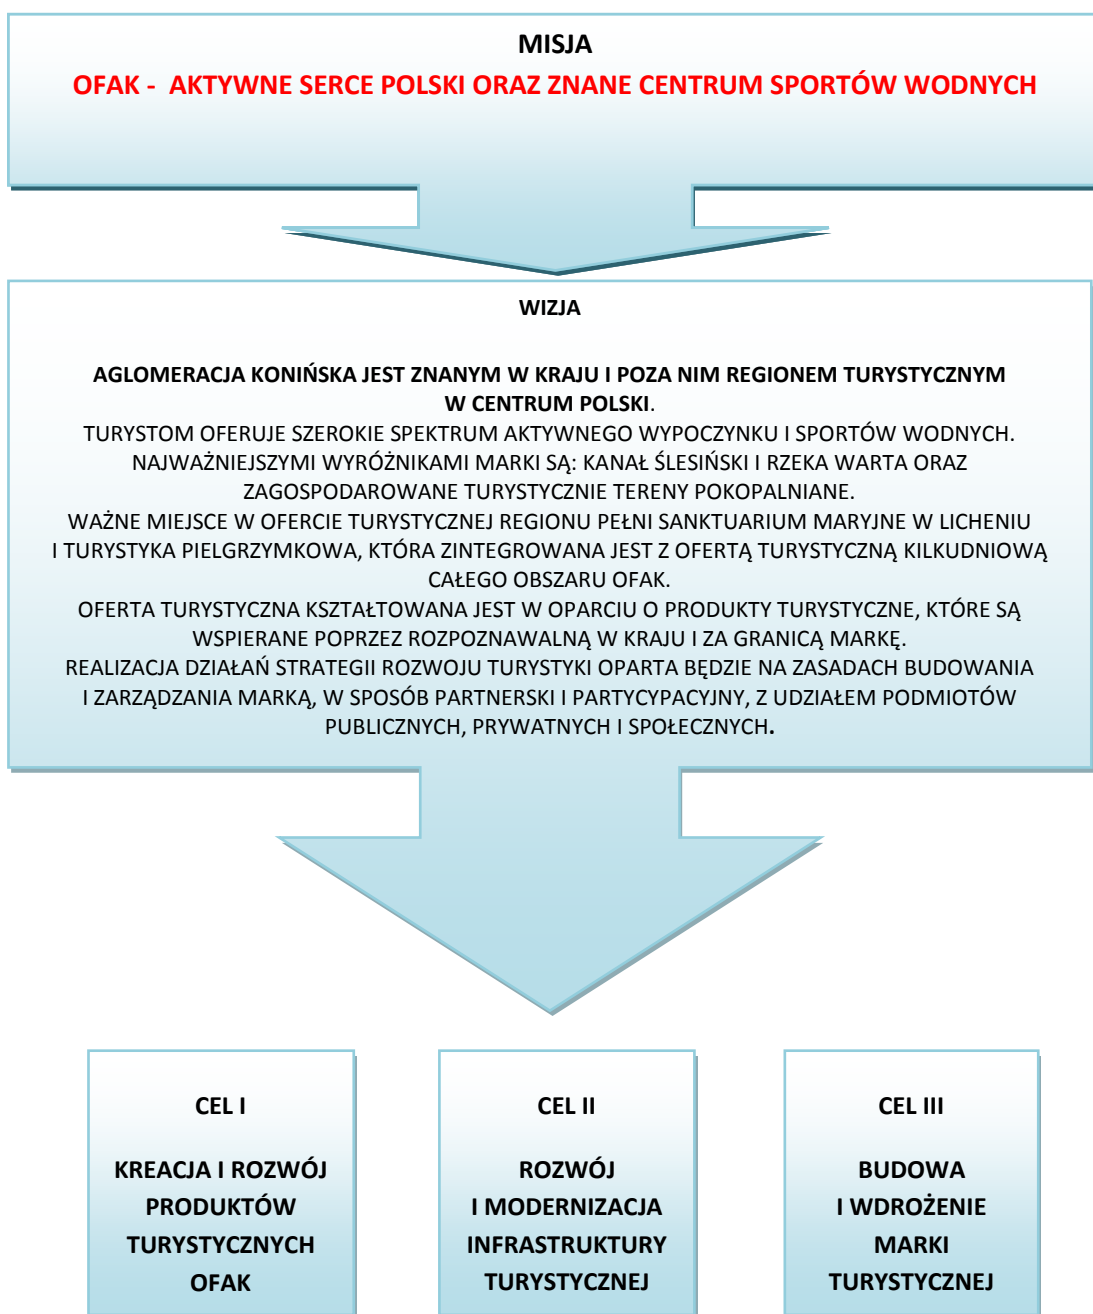 MISJA
OFAK - AKTYWNE SERCE POLSKI ORAZ ZNANE CENTRUM SPORTÓW WODNYCH
WIZJA
AGLOMERACJA KONIŃSKA JEST ZNANYM W KRAJU I POZA NIM REGIONEM TURYSTYCZNYM
W CENTRUM POLSKI.
TURYSTOM OFERUJE SZEROKIE SPEKTRUM AKTYWNEGO WYPOCZYNKU I SPORTÓW WODNYCH.
NAJWAŻNIEJSZYMI WYRÓŻNIKAMI MARKI SĄ: KANAŁ ŚLESIŃSKI I RZEKA WARTA ORAZ
ZAGOSPODAROWANE TURYSTYCZNIE TERENY POKOPALNIANE.
WAŻNE MIEJSCE W OFERCIE TURYSTYCZNEJ REGIONU PEŁNI SANKTUARIUM MARYJNE W LICHENIU
I TURYSTYKA PIELGRZYMKOWA, KTÓRA ZINTEGROWANA JEST Z OFERTĄ TURYSTYCZNĄ KILKUDNIOWĄ
CAŁEGO OBSZARU OFAK.
OFERTA TURYSTYCZNA KSZTAŁTOWANA JEST W OPARCIU O PRODUKTY TURYSTYCZNE, KTÓRE SĄ
WSPIERANE POPRZEZ ROZPOZNAWALNĄ W KRAJU I ZA GRANICĄ MARKĘ.
REALIZACJA DZIAŁAŃ STRATEGII ROZWOJU TURYSTYKI OPARTA BĘDZIE NA ZASADACH BUDOWANIA
I ZARZĄDZANIA MARKĄ, W SPOSÓB PARTNERSKI I PARTYCYPACYJNY, Z UDZIAŁEM PODMIOTÓW
PUBLICZNYCH, PRYWATNYCH I SPOŁECZNYCH.
CEL I
KREACJA I ROZWÓJ
PRODUKTÓW
TURYSTYCZNYCH
OFAK
CEL II
ROZWÓJ
I MODERNIZACJA
INFRASTRUKTURY
TURYSTYCZNEJ
CEL III
BUDOWA
I WDROŻENIE
MARKI
TURYSTYCZNEJ